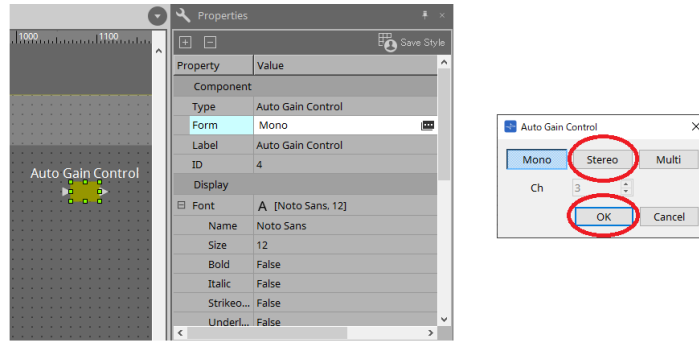 1000 1100
Auto Gain Control
Properties
Save Style
Property Value
Component
Type Auto Gain Control
Form Mono
Label Auto Gain Control
ID 4
Display
Font A [Noto Sans, 12]
Name Noto Sans
Size 12
Bold False
Italic False
Strikeo... False
Underl... False
Auto Gain Control
Mono Stereo Multi
Ch 3
OK Cancel